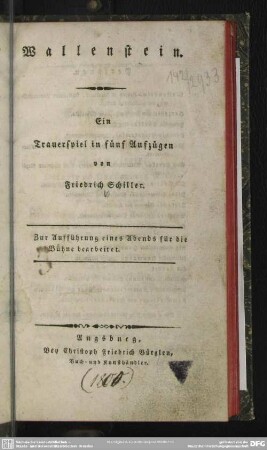 Wallenstein.
Ein
Trauerspiel in fünf Aufzügen
von
Friedrich Schiller.
Zur Aufführung eines Abends für die
Bühne bearbeitet.
Augsburg,
Bey Christoph Friedrich Bürglen,
Buch- und Kunsthändler.
(1800.)
DFG